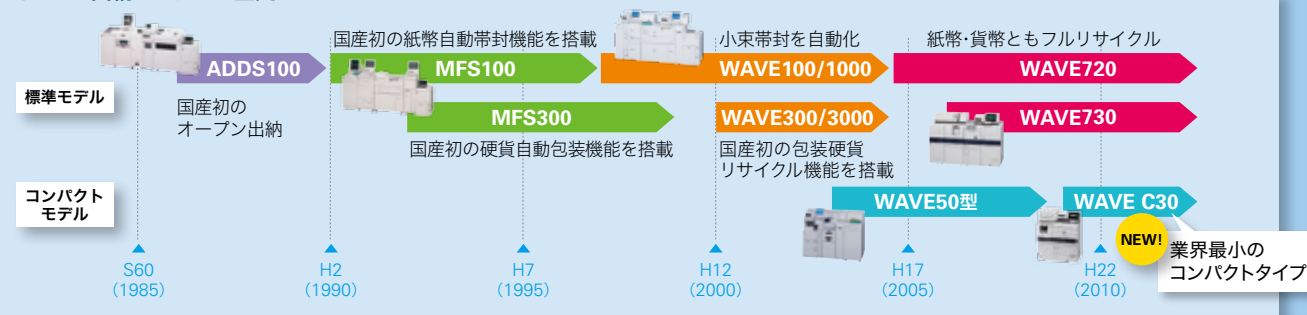 国産初の紙幣自動帯封機能を搭載
小束帯封を自動化
紙幣・貨幣ともフルリサイクル
ADDS100
MFS100
WAVE100/1000
WAVE720
標準モデル
国産初の
オープン出納
MFS300
WAVE300/3000
WAVE730
国産初の硬貨自動包装機能を搭載
国産初の包装硬貨
リサイクル機能を搭載
コンパクト
モデル
WAVE50型
WAVE C30
NEW!
業界最小の
コンパクトタイプ
S60
(1985)
H2
(1990)
H7
(1995)
H12
(2000)
H17
(2005)
H22
(2010)